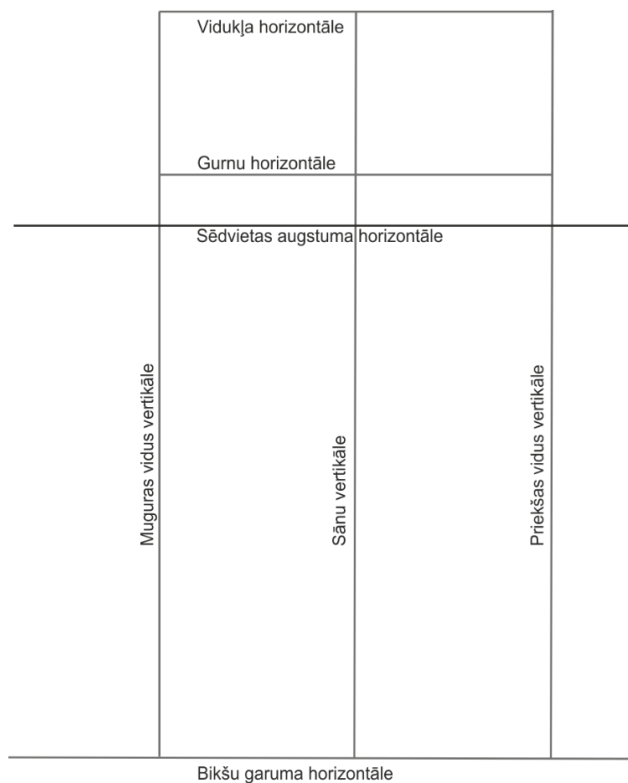 Vidukļa horizontāle
Gurnu horizontāle
Sēdvietas augstuma horizontāle
Muguras vidus vertikāle
Sānu vertikāle
Priekšas vidus vertikāle
Bikšu garuma horizontāle